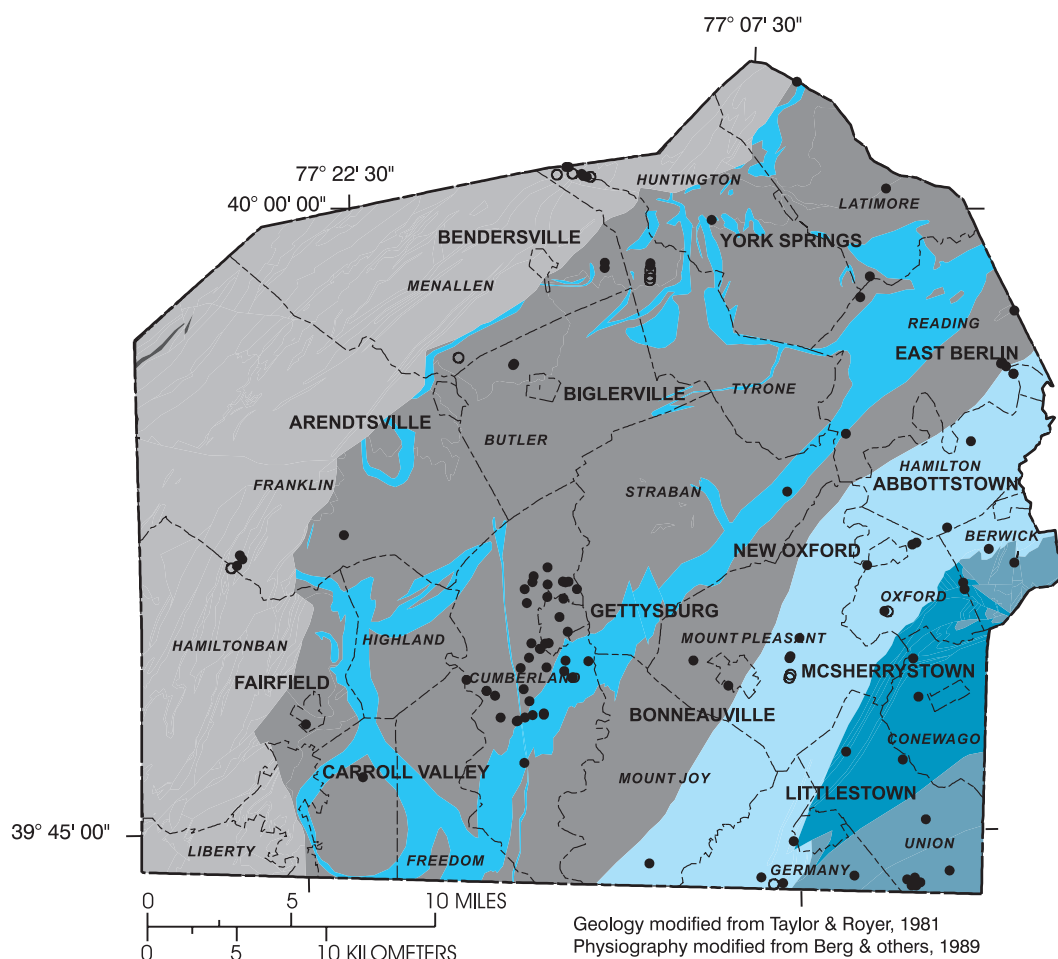 77° 07' 30"
77° 22' 30"
40° 00' 00"
HUNTINGTON
LATIMORE
BENDERSVILLE
YORK SPRINGS
MENALLEN
READING
EAST BERLIN
BIGLERVILLE
TYRONE
ARENDTSVILLE
BUTLER
HAMILTON
ABBOTTSTOWN
FRANKLIN
STRABAN
NEW OXFORD
BERWICK
OXFORD
GETTYSBURG
HIGHLAND
MOUNT PLEASANT
HAMILTONBAN
MCSHERRYSTOWN
FAIRFIELD
CUMBERLAND
BONNEAUVILLE
CONEWAGO
CARROLL VALLEY
MOUNT JOY
LITTLESTOWN
39° 45' 00"
UNION
LIBERTY
FREEDOM
GERMANY
0 5 10 MILES
0 5 10 KILOMETERS
Geology modified from Taylor & Royer, 1981
Physiography modified from Berg & others, 1989